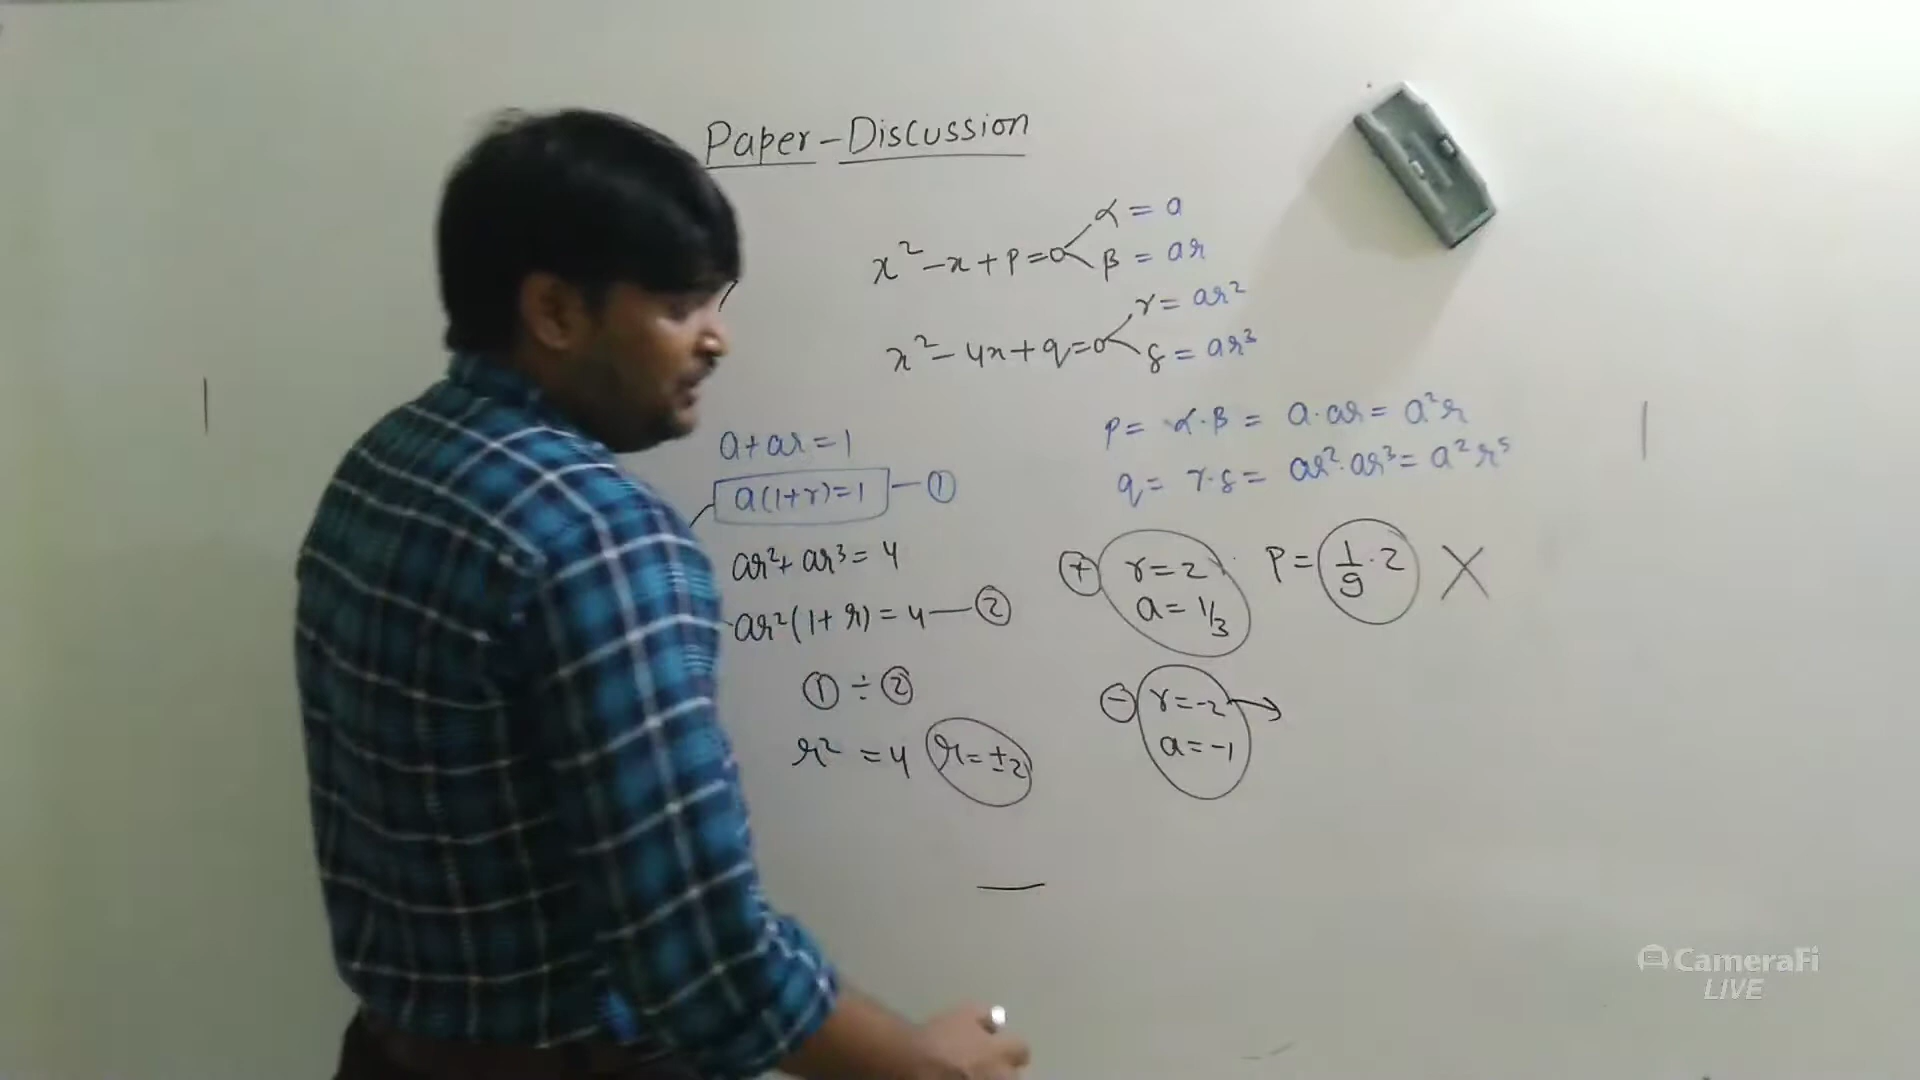 Paper-Discussion
x²-x+p=0
α = a
β = ar
x²-4x+q=0
γ = ar²
δ = ar³
a+ar=1
a(1+r)=1 — ①
ar²+ar³=4
ar²(1+r)=4 — ②
① ÷ ②
r²=4 r=±2
p= α·β = a·ar= a²r
q= γ·δ= ar²·ar³= a²r⁵
+ r=2
a=1/3
p= 1/9·2 X
- r=-2 →
a=-1
CameraFi
LIVE